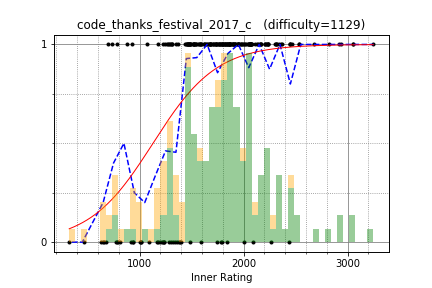 code_thanks_festival_2017_c (difficulty=1129)
1
0
1000 2000 3000
Inner Rating